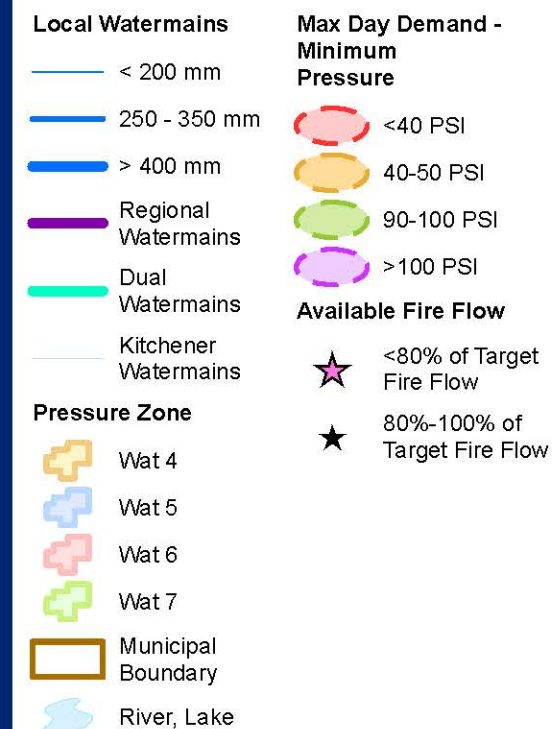 Local Watermains
< 200 mm
250 - 350 mm
> 400 mm
Regional
Watermains
Dual
Watermains
Kitchener
Watermains
Pressure Zone
Wat 4
Wat 5
Wat 6
Wat 7
Municipal
Boundary
River, Lake
Max Day Demand -
Minimum
Pressure
<40 PSI
40-50 PSI
90-100 PSI
>100 PSI
Available Fire Flow
<80% of Target
Fire Flow
80%-100% of
Target Fire Flow